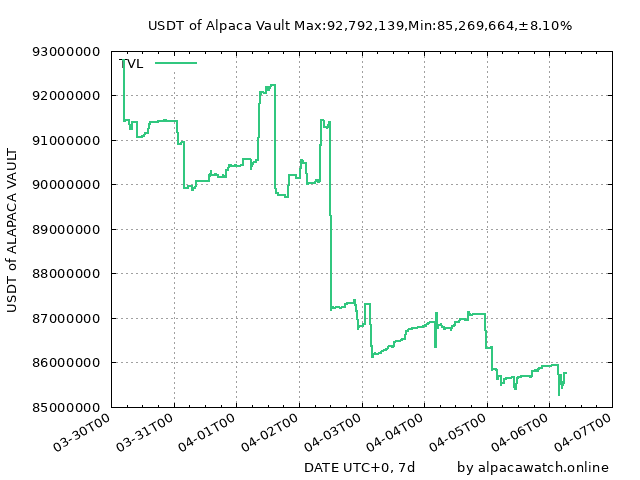 USDT of Alpaca Vault Max:92,792,139,Min:85,269,664,±8.10%
TVL
USDT of ALAPACA VAULT
93000000
92000000
91000000
90000000
89000000
88000000
87000000
86000000
85000000
03-30T00
03-31T00
04-01T00
04-02T00
04-03T00
04-04T00
04-05T00
04-06T00
04-07T00
DATE UTC+0, 7d
by alpacawatch.online